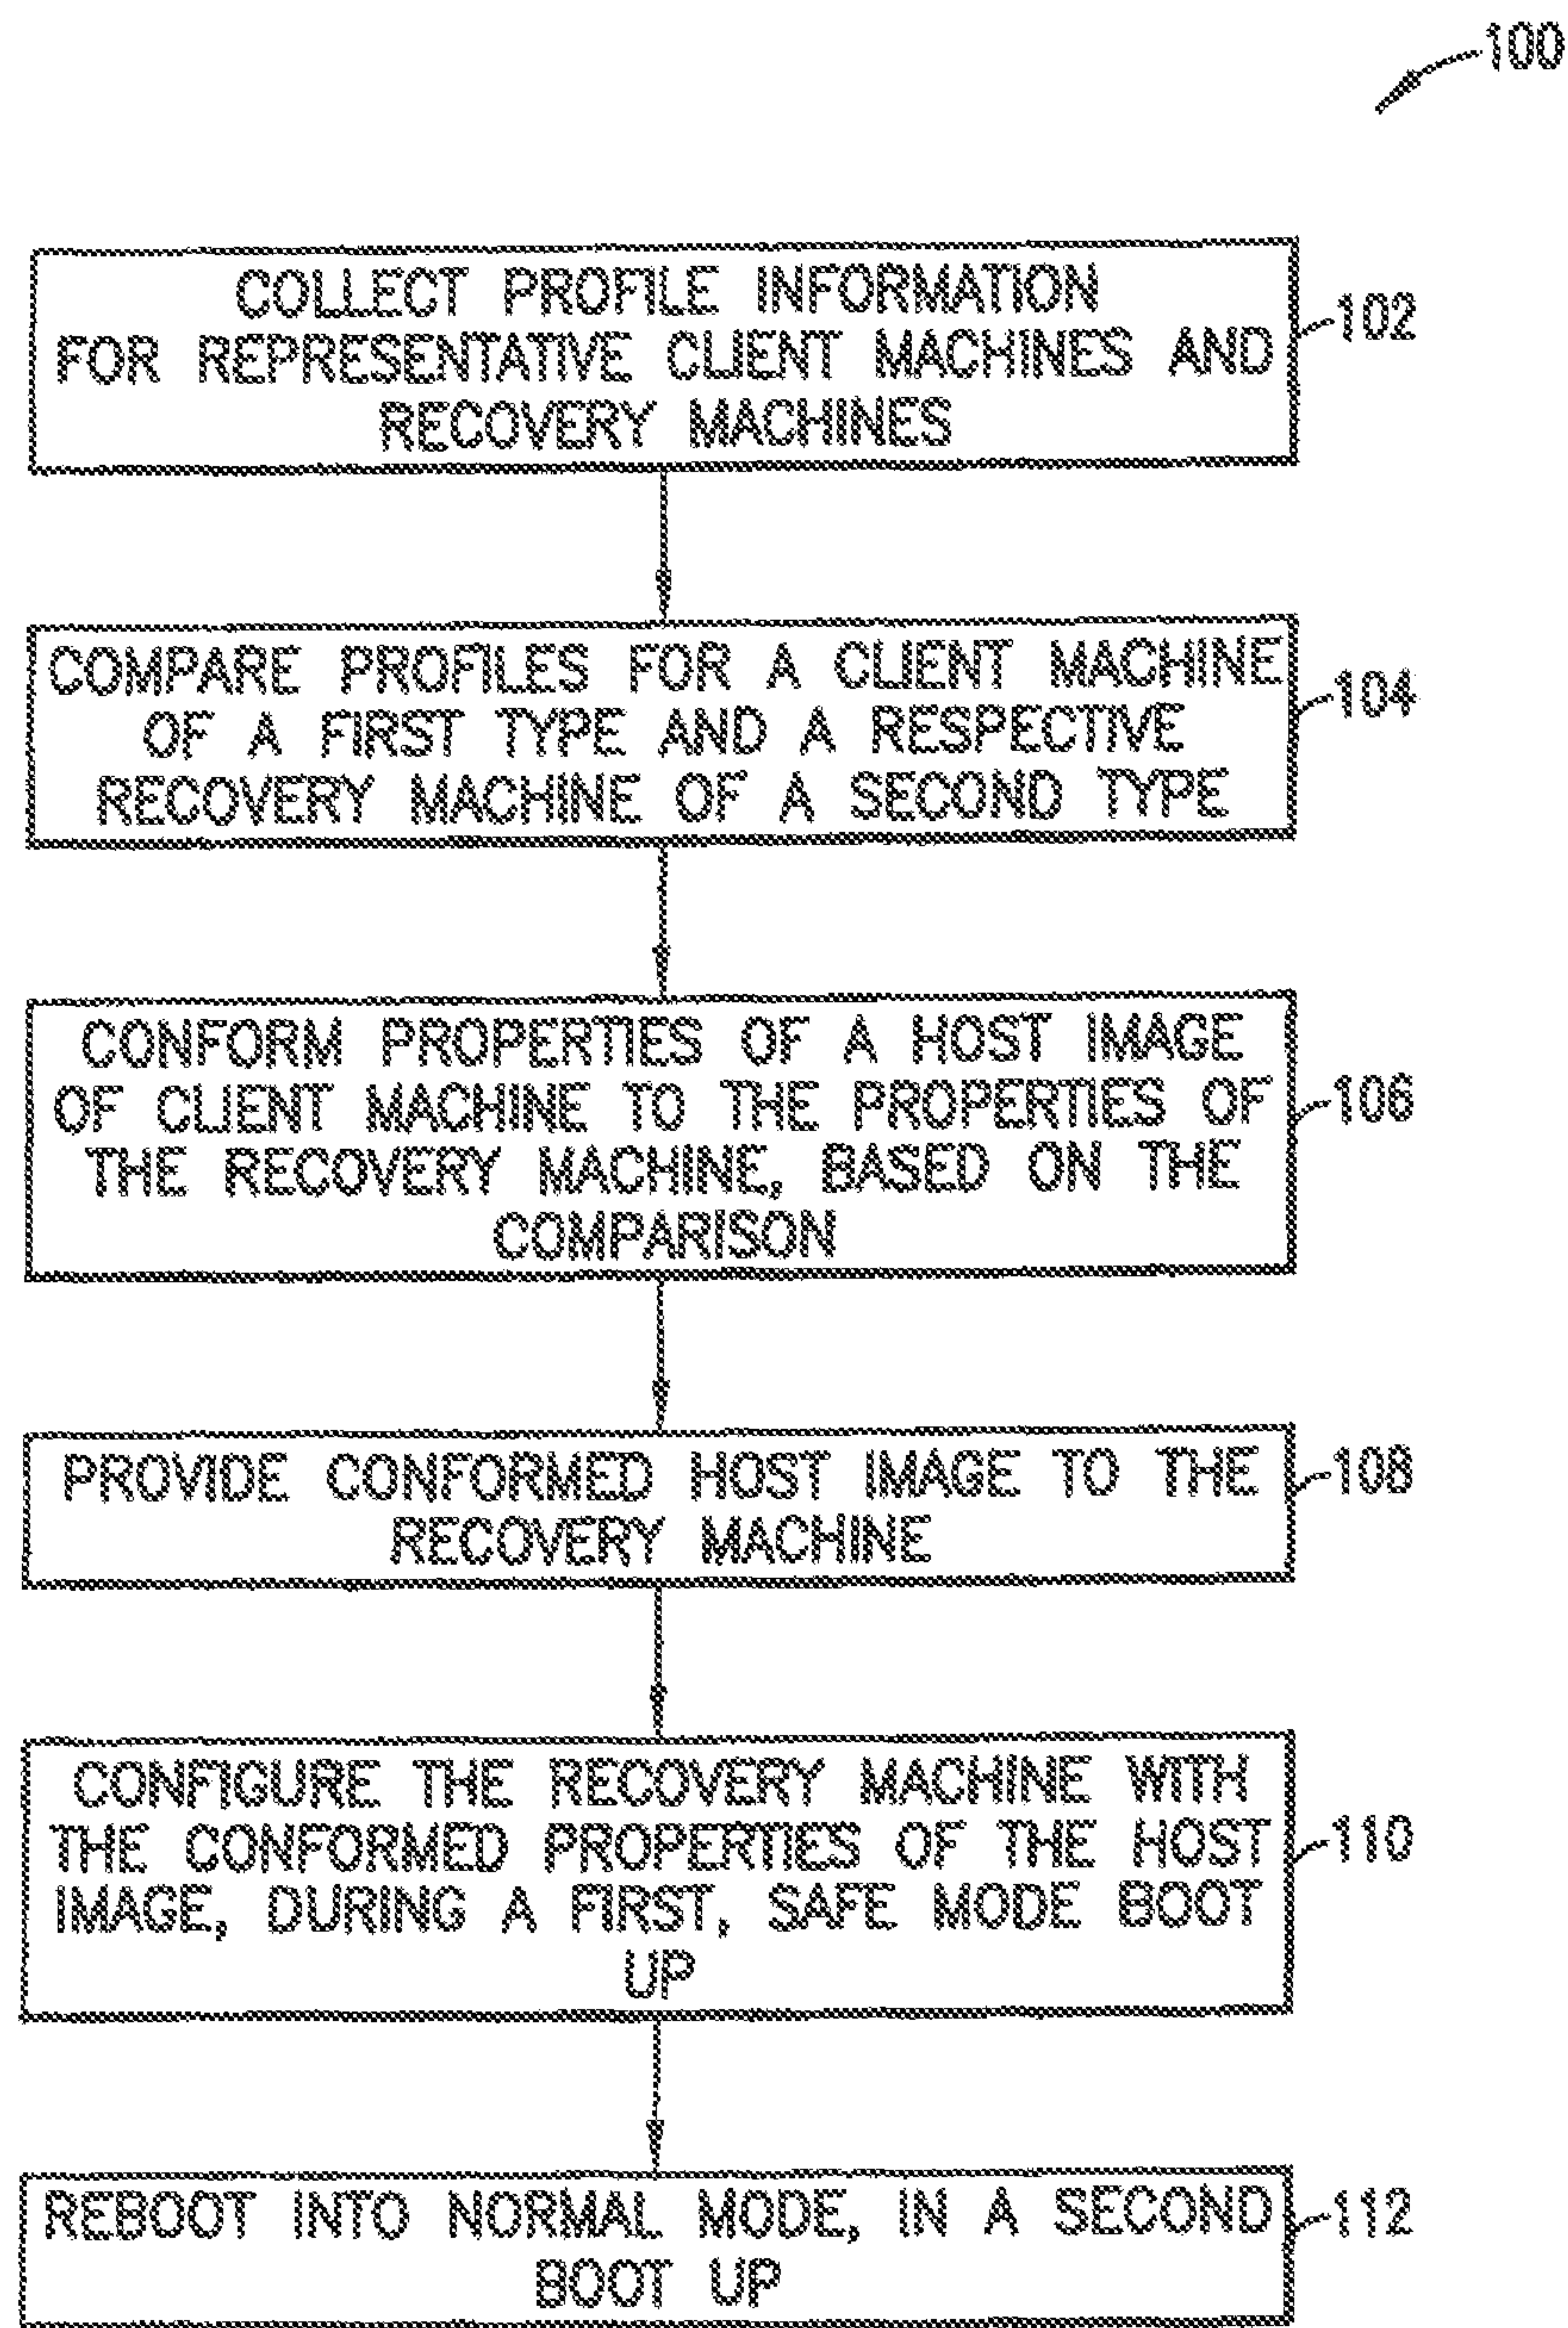 100
COLLECT PROFILE INFORMATION
FOR REPRESENTATIVE CLIENT MACHINES AND
RECOVERY MACHINES
102
COMPARE PROFILES FOR A CLIENT MACHINE
OF A FIRST TYPE AND A RESPECTIVE
RECOVERY MACHINE OF A SECOND TYPE
104
CONFORM PROPERTIES OF A HOST IMAGE
OF CLIENT MACHINE TO THE PROPERTIES OF
THE RECOVERY MACHINE, BASED ON THE
COMPARISON
106
PROVIDE CONFORMED HOST IMAGE TO THE
RECOVERY MACHINE
108
CONFIGURE THE RECOVERY MACHINE WITH
THE CONFORMED PROPERTIES OF THE HOST
IMAGE, DURING A FIRST, SAFE MODE BOOT
UP
110
REBOOT INTO NORMAL MODE, IN A SECOND
BOOT UP
112